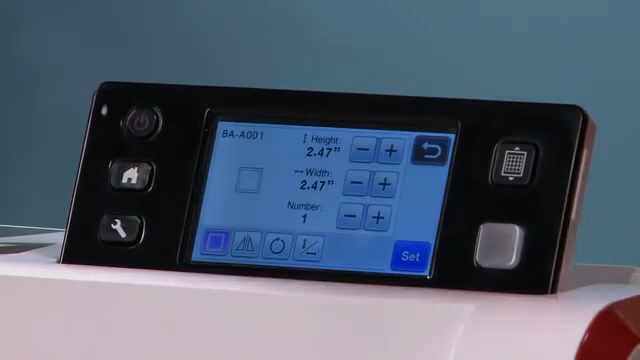 BA-A001
Height:
2.47"
Width:
2.47"
Number:
1
Set